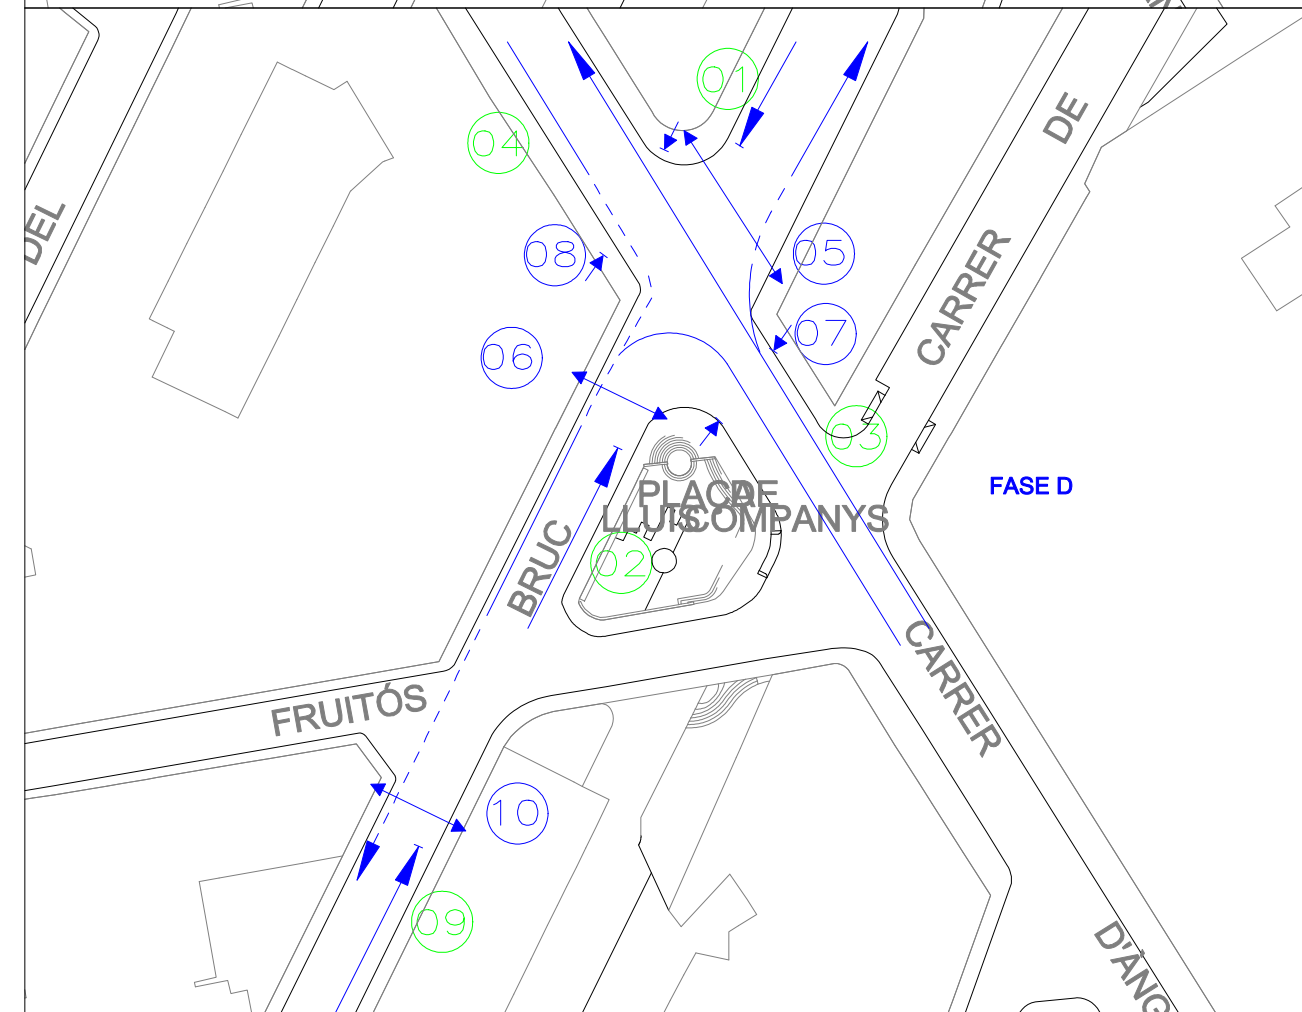 01
04
DE
DEL
08
05
CARRER
07
06
03
FASE D
PLAÇA DE
LLUIS COMPANYS
02
BRUC
CARRER
FRUITÓS
10
09
D'ÀNG